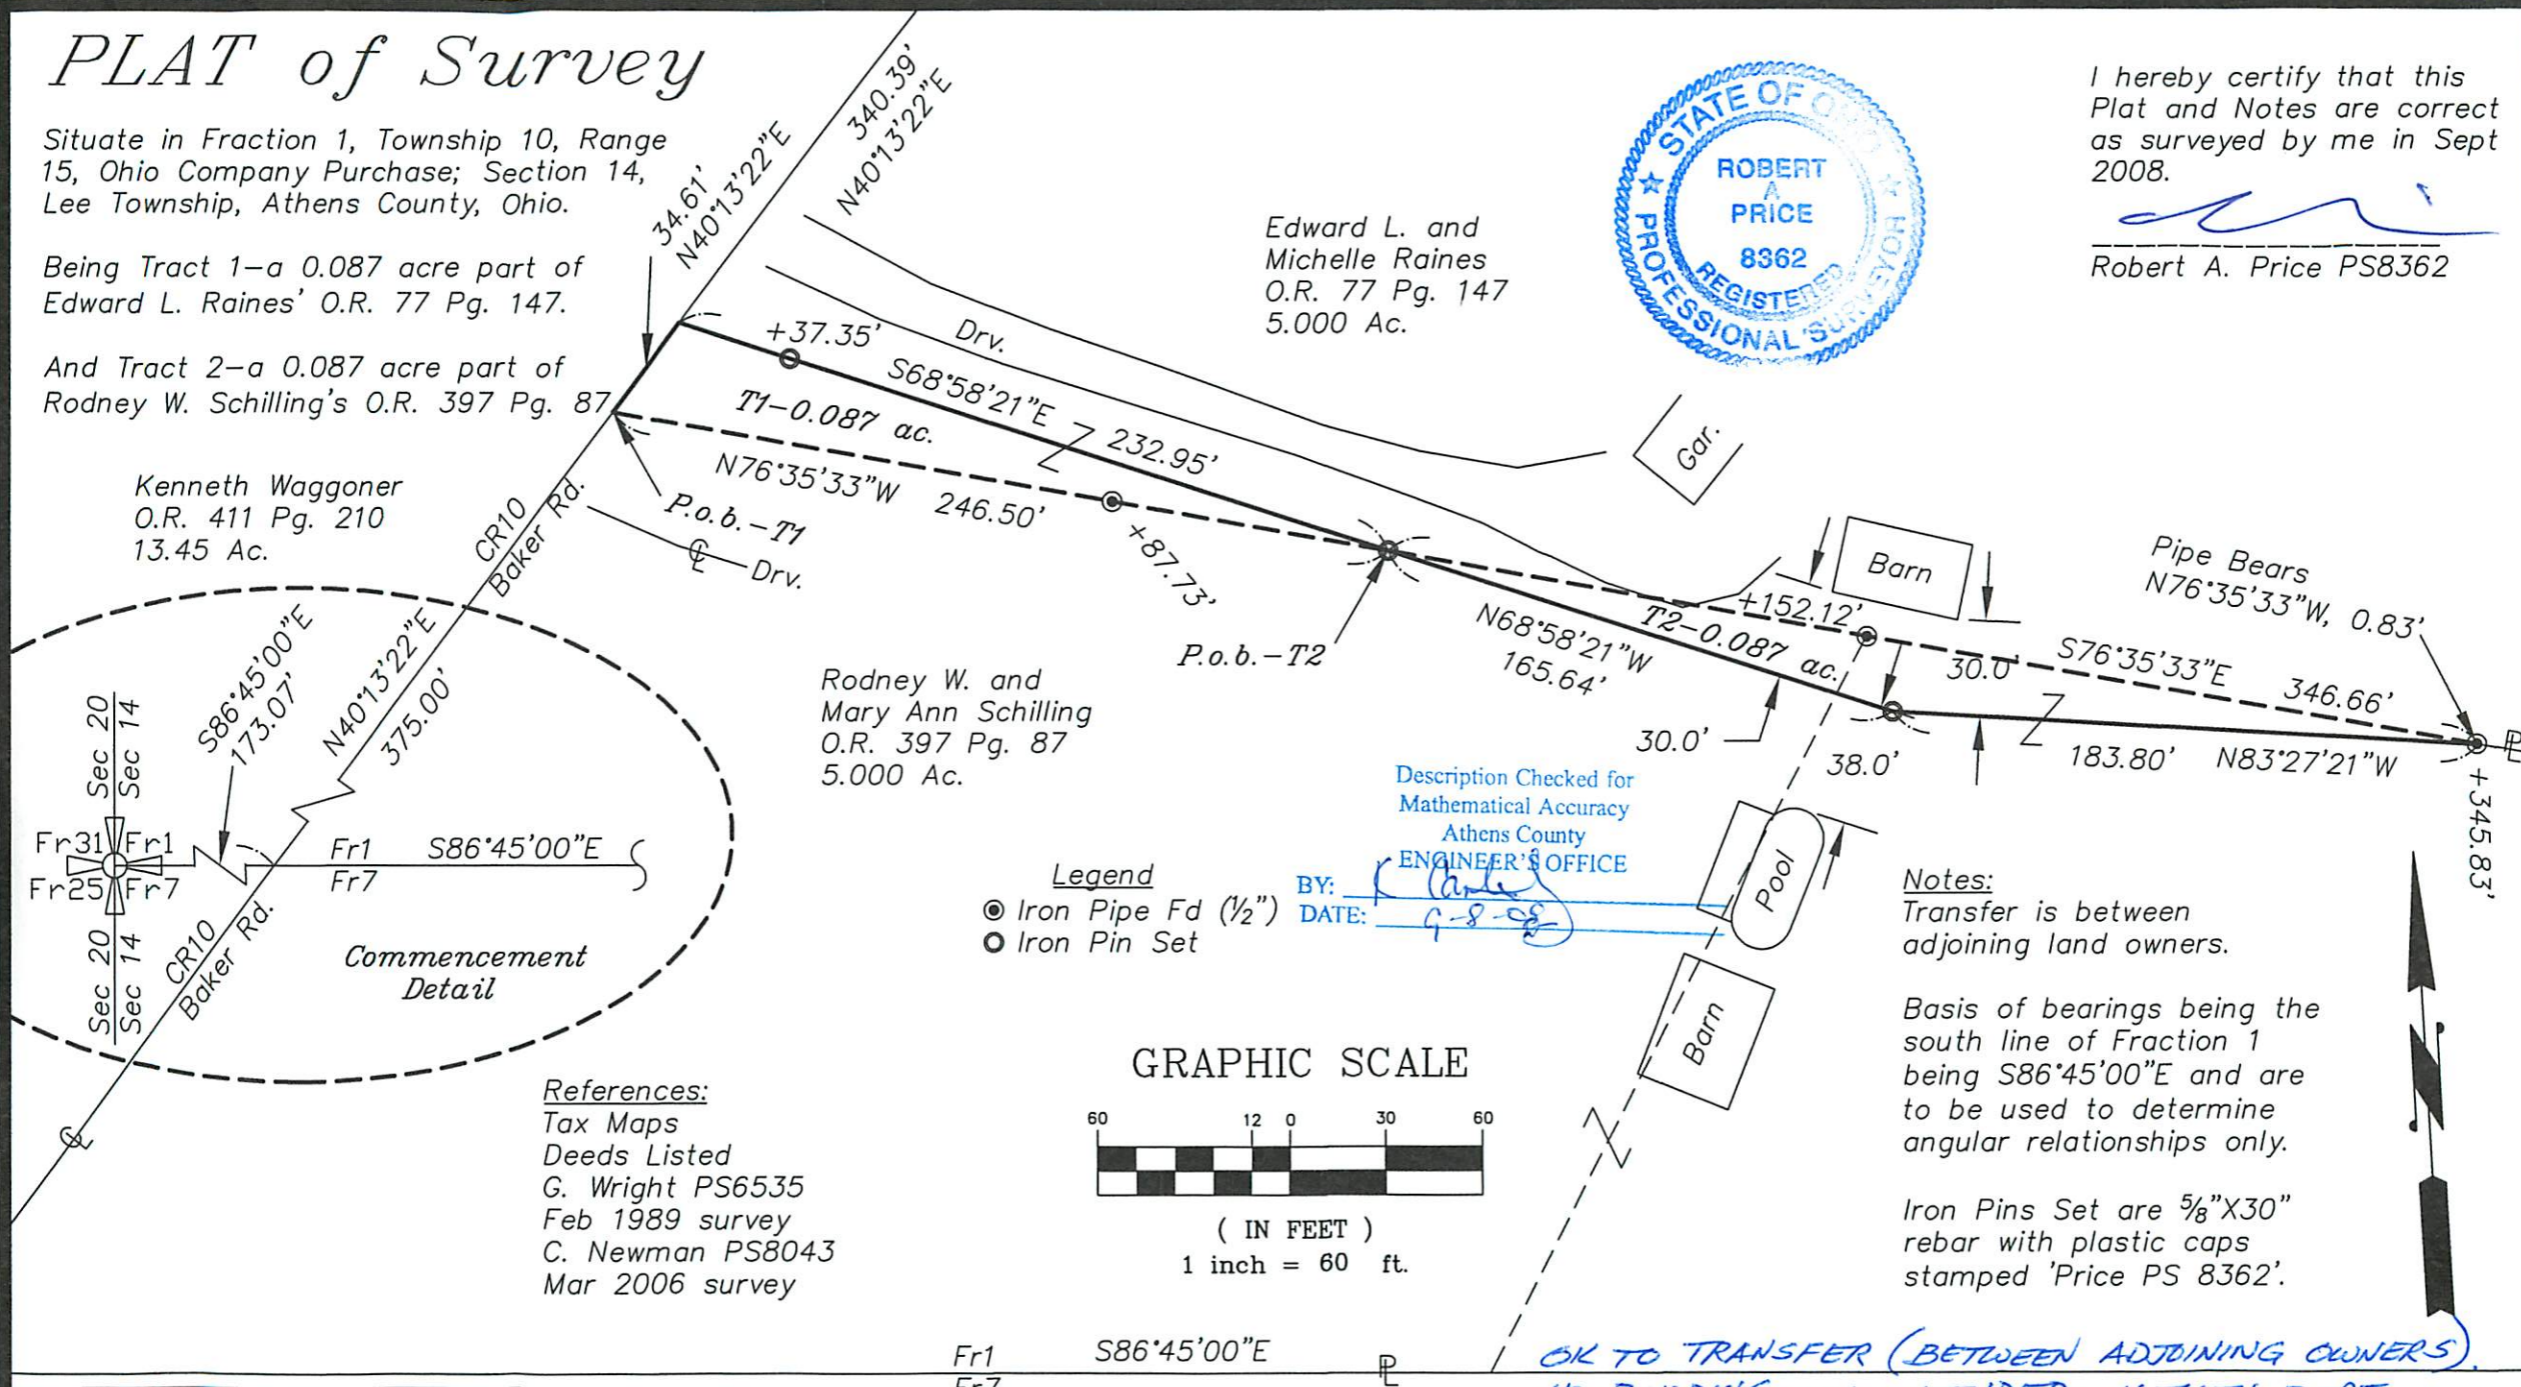 PLAT of Survey
Situate in Fraction 1, Township 10, Range
15, Ohio Company Purchase; Section 14,
Lee Township, Athens County, Ohio.
Being Tract 1-a 0.087 acre part of
Edward L. Raines' O.R. 77 Pg. 147.
And Tract 2-a 0.087 acre part of
Rodney W. Schilling's O.R. 397 Pg. 87
34.61'
N40°13'22"E
340.39'
N40°13'22"E
Edward L. and
Michelle Raines
O.R. 77 Pg. 147
5.000 Ac.
STATE OF OHIO
ROBERT
A
PRICE
8362
REGISTERED
PROFESSIONAL SURVEYOR
I hereby certify that this
Plat and Notes are correct
as surveyed by me in Sept
2008.
Robert A. Price PS8362
+37.35'
Drv.
S68°58'21"E
232.95'
T1-0.087 ac.
N76°35'33"W 246.50'
P.o.b.-T1
+87.73'
Gar.
Kenneth Waggoner
O.R. 411 Pg. 210
13.45 Ac.
CR10
Baker Rd.
℄
Drv.
Barn
Pipe Bears
N76°35'33"W, 0.83'
+152.12'
P.o.b.-T2
N68°58'21"W
165.64'
T2-0.087 ac.
30.0'
S76°35'33"E 346.66'
30.0'
38.0'
183.80' N83°27'21"W
PL
+345.83'
Rodney W. and
Mary Ann Schilling
O.R. 397 Pg. 87
5.000 Ac.
S86°45'00"E
173.07'
N40°13'22"E
375.00'
Sec 20
Sec 14
Fr31 Fr1
Fr25 Fr7
Sec 20
Sec 14
Fr1 S86°45'00"E
Fr7
CR10
Baker Rd.
Commencement
Detail
℄
Description Checked for
Mathematical Accuracy
Athens County
ENGINEER'S OFFICE
BY:
DATE: 9-8-08
Legend
Iron Pipe Fd (½")
Iron Pin Set
Pool
Barn
Notes:
Transfer is between
adjoining land owners.
Basis of bearings being the
south line of Fraction 1
being S86°45'00"E and are
to be used to determine
angular relationships only.
Iron Pins Set are ⅝"X30"
rebar with plastic caps
stamped 'Price PS 8362'.
References:
Tax Maps
Deeds Listed
G. Wright PS6535
Feb 1989 survey
C. Newman PS8043
Mar 2006 survey
GRAPHIC SCALE
60 12 0 30 60
( IN FEET )
1 inch = 60 ft.
Fr1 S86°45'00"E
PL
Fr7
OK TO TRANSFER (BETWEEN ADJOINING OWNERS).